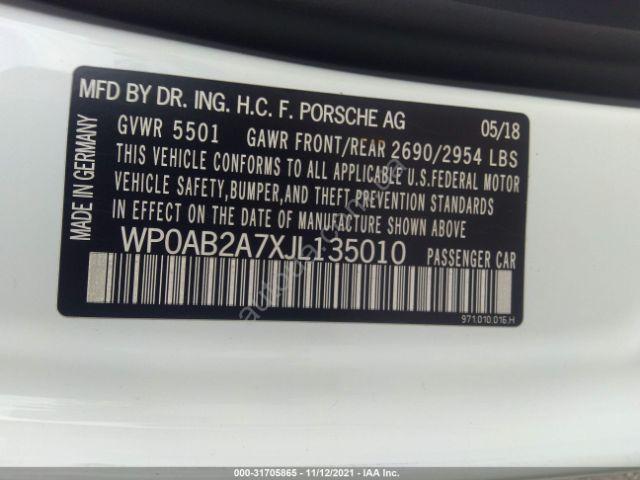 MFD BY DR. ING. H.C. F. PORSCHE AG 05/18
GVWR 5501 GAWR FRONT/REAR 2690/2954 LBS
THIS VEHICLE CONFORMS TO ALL APPLICABLE U.S.FEDERAL MOTOR
VEHICLE SAFETY,BUMPER,AND THEFT PREVENTION STANDARDS
IN EFFECT ON THE DATE OF MANUFACTURE SHOWN ABOVE.
WP0AB2A7XJL135010 PASSENGER CAR
971.010.016.H
MADE IN GERMANY
000-31705865 - 11/12/2021 - IAA Corp.